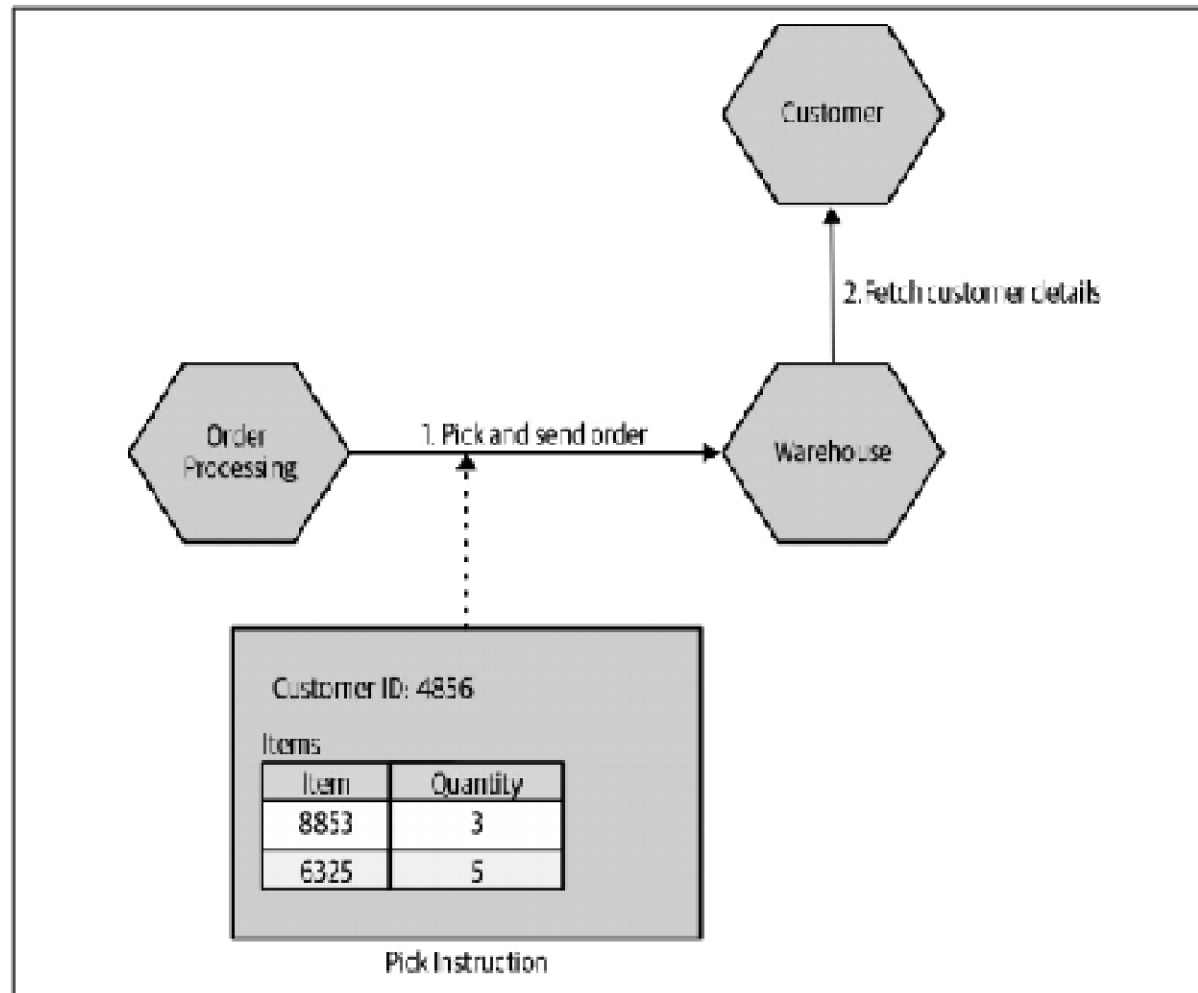 Customer
2. Fetch customer details
Order
Processing
1. Pick and send order
Warehouse
Customer ID: 4856
Items
Item Quantity
8853 3
6325 5
Pick Instruction